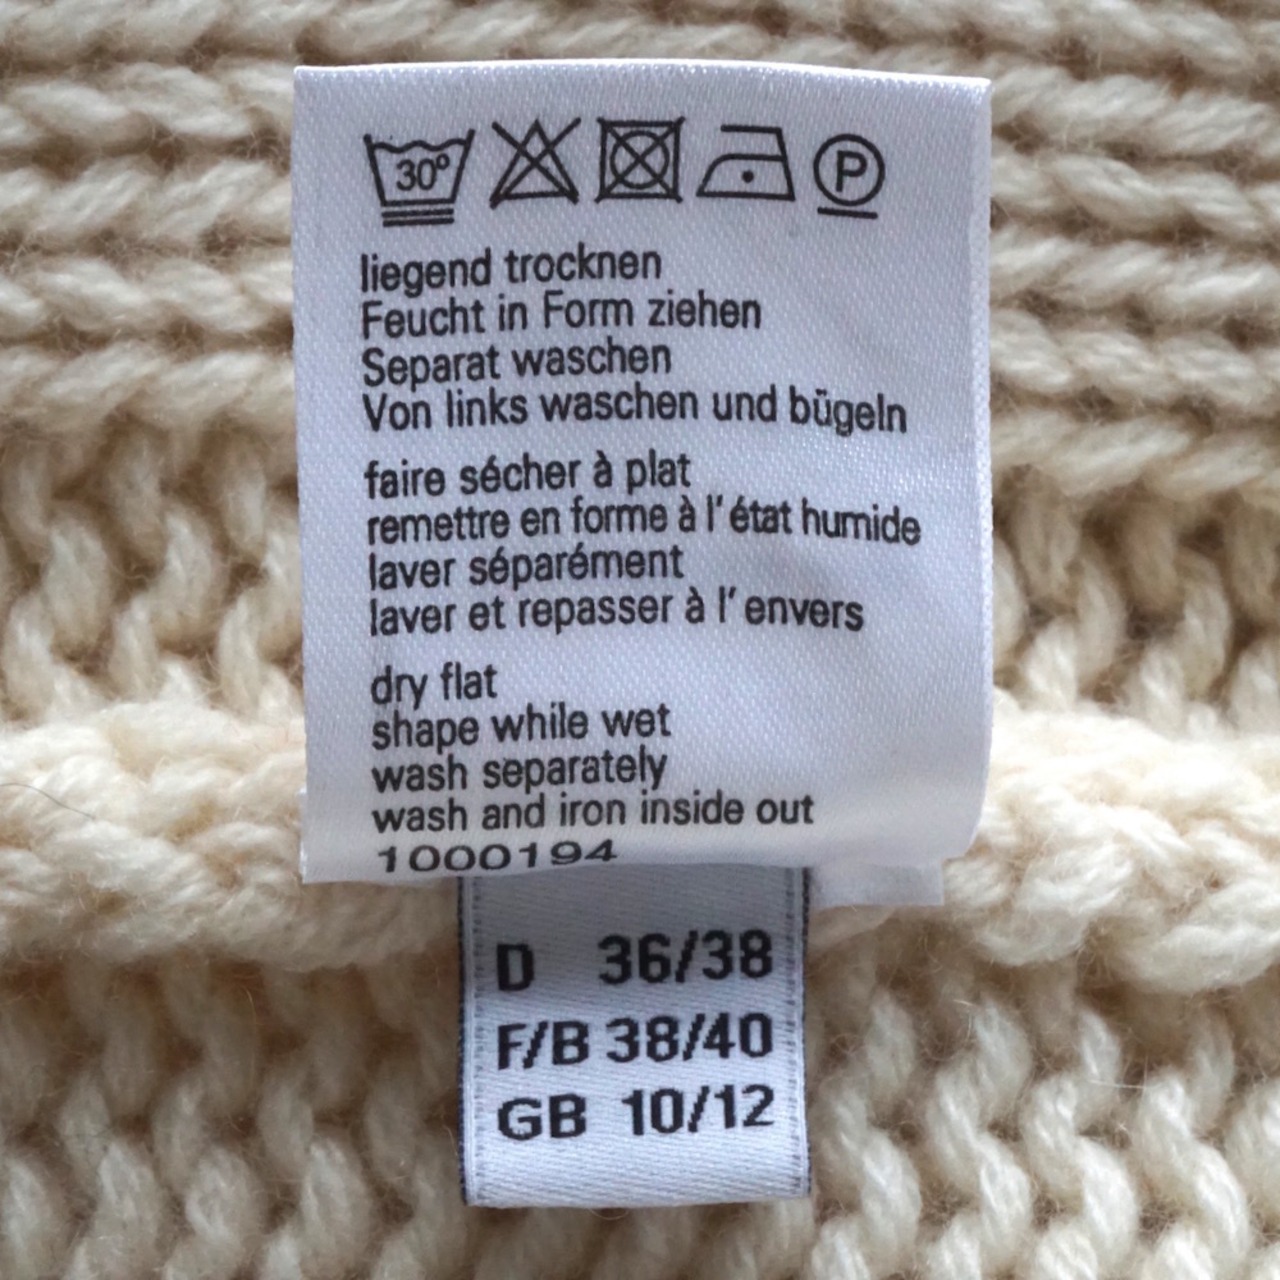 30°
P
liegend trocknen
Feucht in Form ziehen
Separat waschen
Von links waschen und bügeln
faire sécher à plat
remettre en forme à l'état humide
laver séparément
laver et repasser à l'envers
dry flat
shape while wet
wash separately
wash and iron inside out
1000194
D 36/38
F/B 38/40
GB 10/12